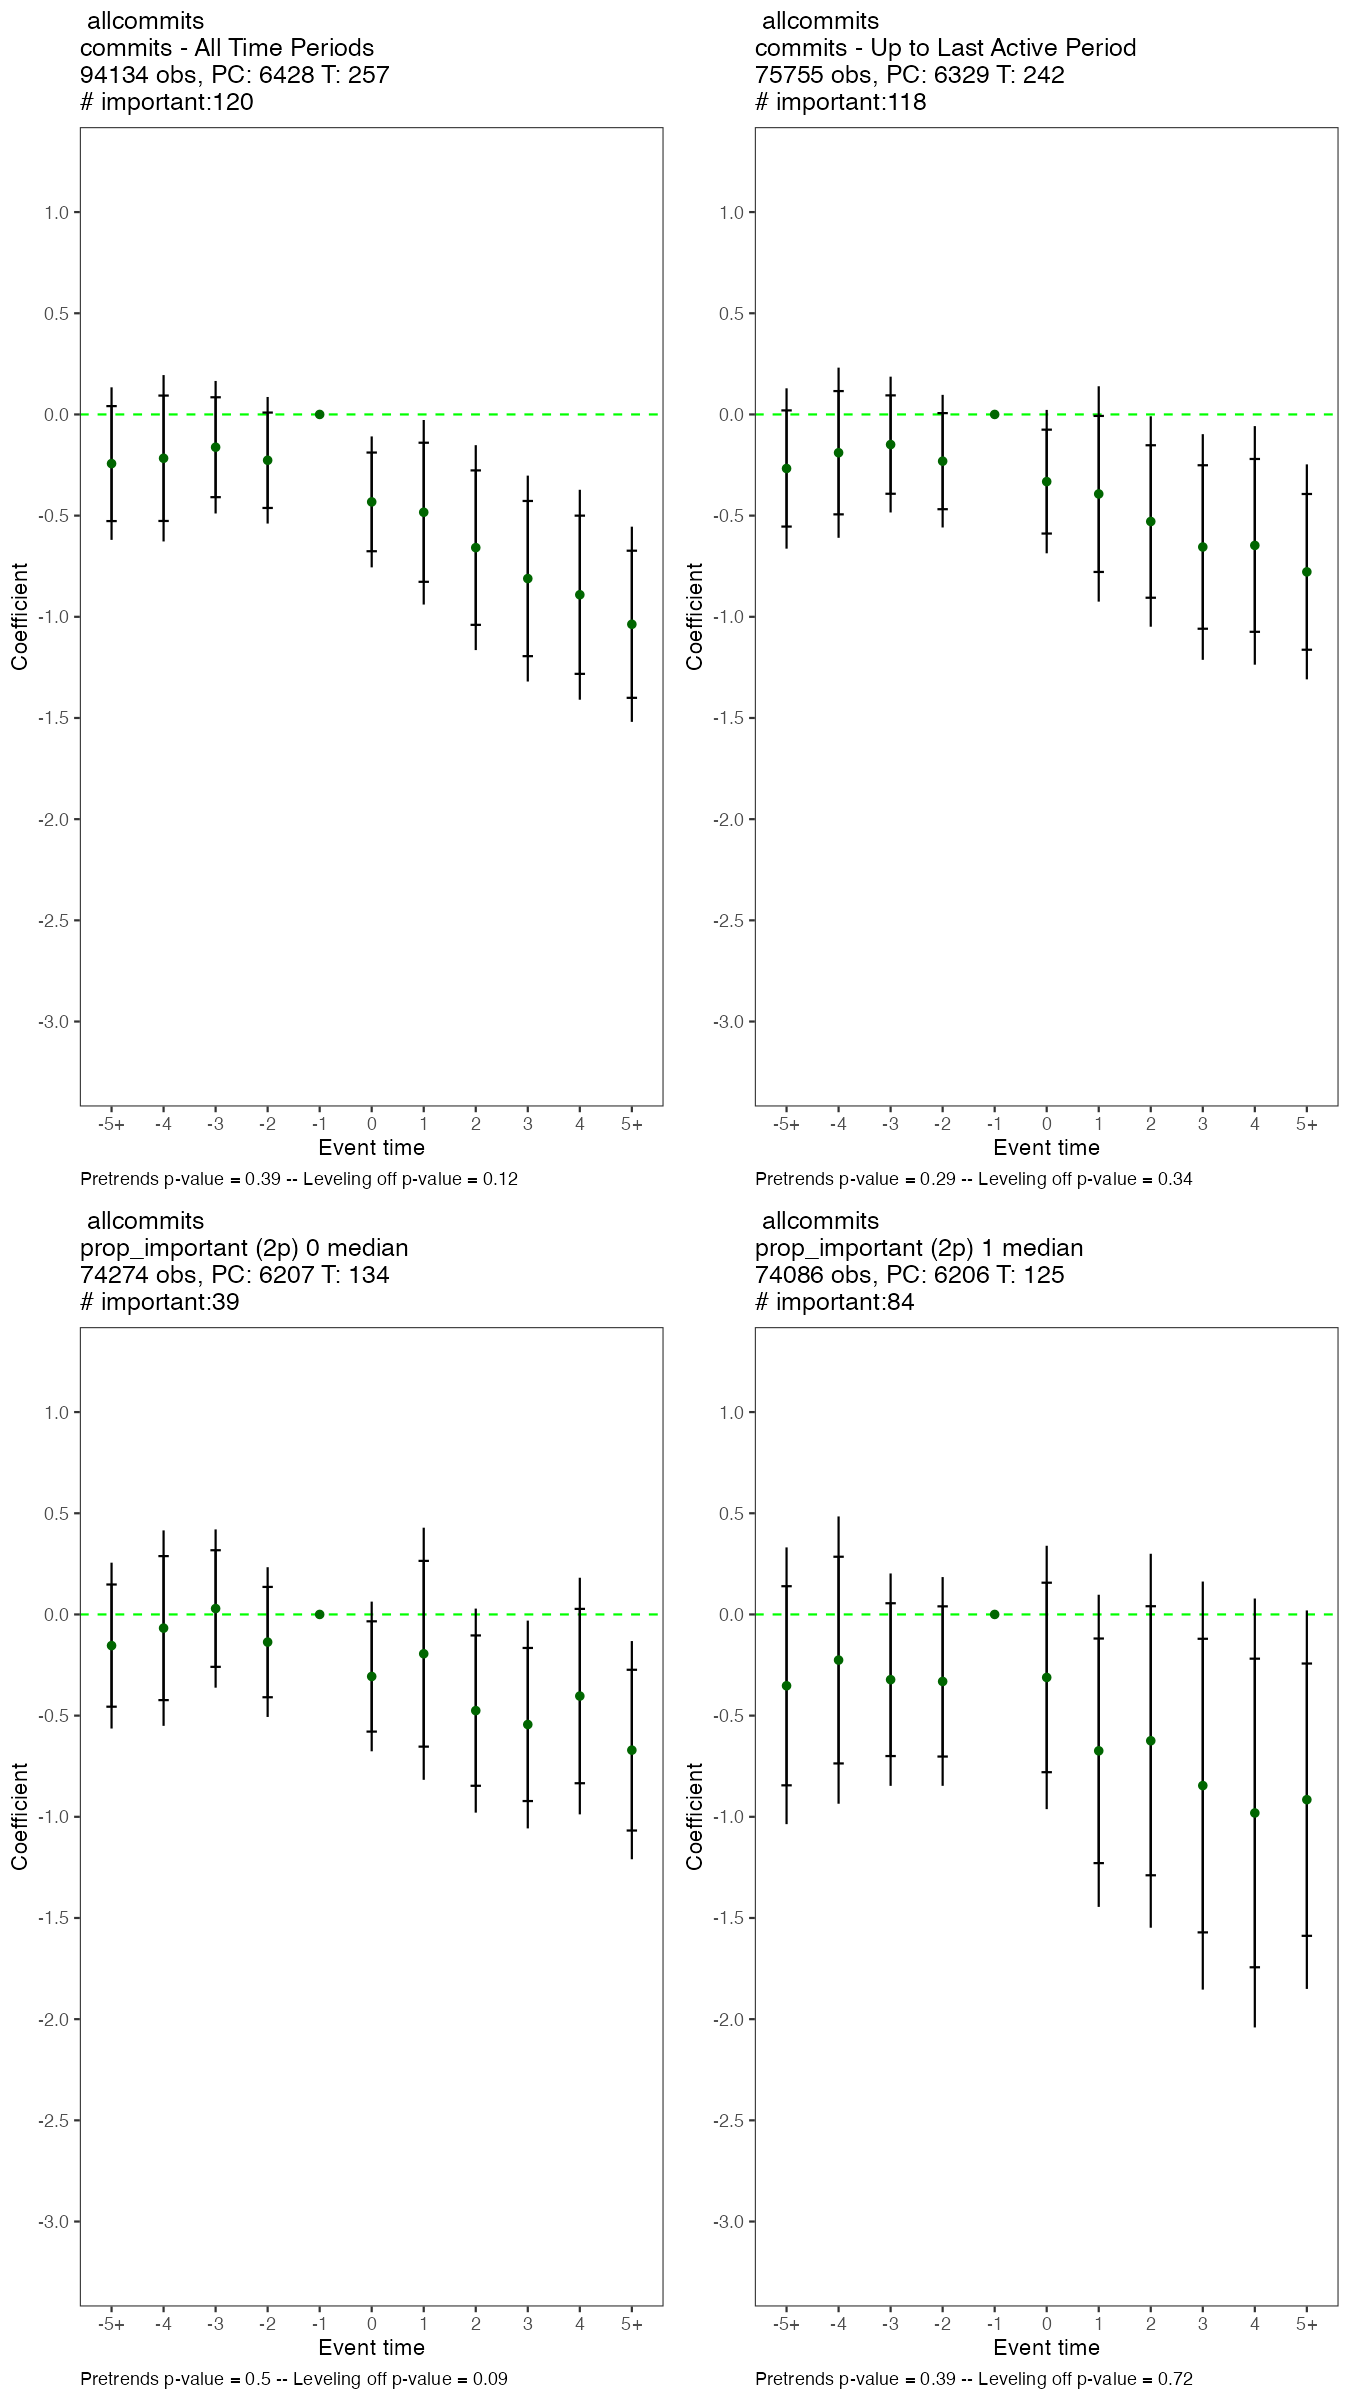 allcommits
commits - All Time Periods
94134 obs, PC: 6428 T: 257
# important:120
Coefficient
1.0
0.5
0.0
-0.5
-1.0
-1.5
-2.0
-2.5
-3.0
-5+ -4 -3 -2 -1 0 1 2 3 4 5+
Event time
Pretrends p-value = 0.39 -- Leveling off p-value = 0.12
allcommits
commits - Up to Last Active Period
75755 obs, PC: 6329 T: 242
# important:118
Coefficient
1.0
0.5
0.0
-0.5
-1.0
-1.5
-2.0
-2.5
-3.0
-5+ -4 -3 -2 -1 0 1 2 3 4 5+
Event time
Pretrends p-value = 0.29 -- Leveling off p-value = 0.34
allcommits
prop_important (2p) 0 median
74274 obs, PC: 6207 T: 134
# important:39
Coefficient
1.0
0.5
0.0
-0.5
-1.0
-1.5
-2.0
-2.5
-3.0
-5+ -4 -3 -2 -1 0 1 2 3 4 5+
Event time
Pretrends p-value = 0.5 -- Leveling off p-value = 0.09
allcommits
prop_important (2p) 1 median
74086 obs, PC: 6206 T: 125
# important:84
Coefficient
1.0
0.5
0.0
-0.5
-1.0
-1.5
-2.0
-2.5
-3.0
-5+ -4 -3 -2 -1 0 1 2 3 4 5+
Event time
Pretrends p-value = 0.39 -- Leveling off p-value = 0.72